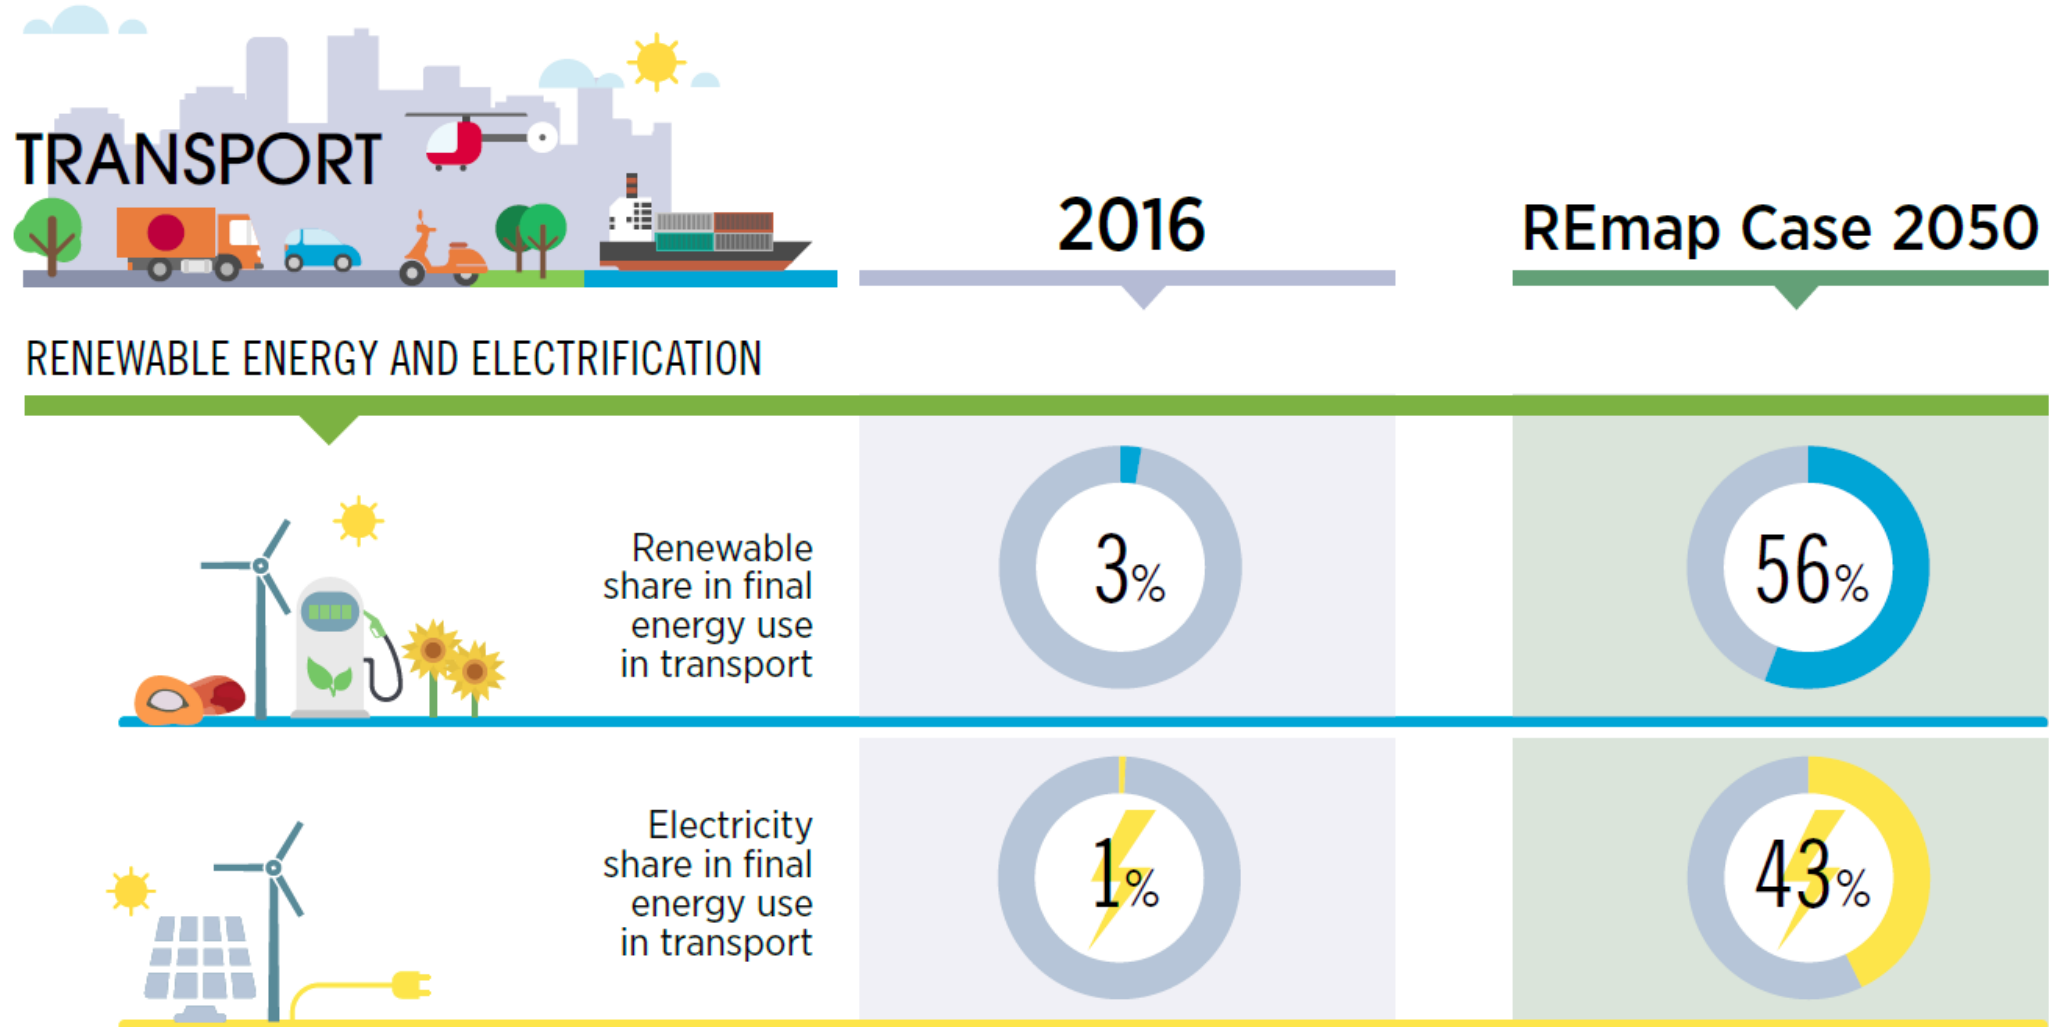 TRANSPORT
2016
REmap Case 2050
RENEWABLE ENERGY AND ELECTRIFICATION
Renewable
share in final
energy use
in transport
3%
56%
Electricity
share in final
energy use
in transport
1%
43%